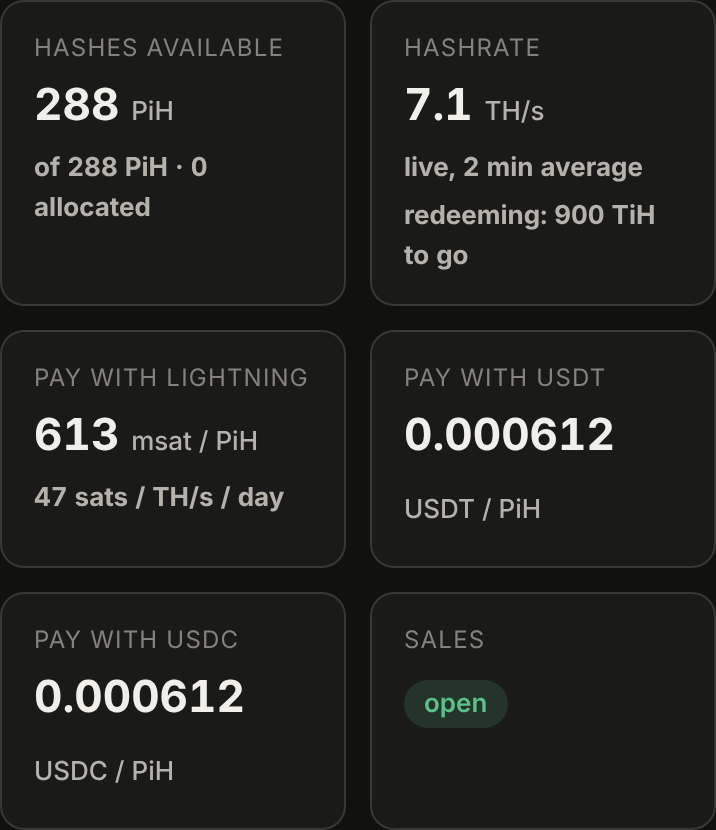 HASHES AVAILABLE
288 PiH
of 288 PiH · 0
allocated
HASHRATE
7.1 TH/s
live, 2 min average
redeeming: 900 TiH
to go
PAY WITH LIGHTNING
613 msat / PiH
47 sats / TH/s / day
PAY WITH USDT
0.000612
USDT / PiH
PAY WITH USDC
0.000612
USDC / PiH
SALES
open